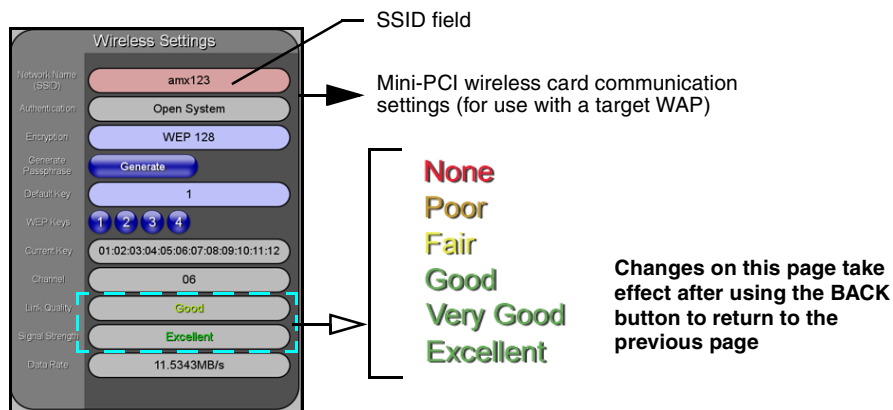 SSID field
Wireless Settings
Network Name
(SSID)
amx123
Mini-PCI wireless card communication
settings (for use with a target WAP)
Authentication
Open System
Encryption
WEP 128
Generate
Passphrase
Generate
Default Key
1
WEP Keys
1 2 3 4
Current Key
01:02:03:04:05:06:07:08:09:10:11:12
Channel
06
Link Quality
Good
Signal Strength
Excellent
Data Rate
11.5343MB/s
None
Poor
Fair
Good
Very Good
Excellent
Changes on this page take
effect after using the BACK
button to return to the
previous page